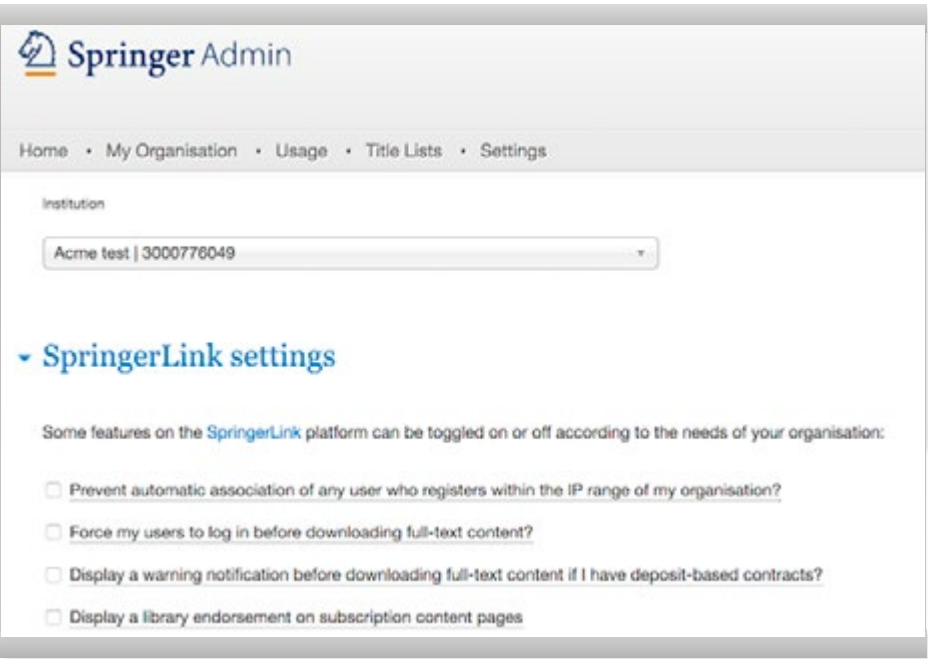 Springer Admin
Home • My Organisation • Usage • Title Lists • Settings
Institution
Acme test | 3000776049
SpringerLink settings
Some features on the SpringerLink platform can be toggled on or off according to the needs of your organisation:
Prevent automatic association of any user who registers within the IP range of my organisation?
Force my users to log in before downloading full-text content?
Display a warning notification before downloading full-text content if I have deposit-based contracts?
Display a library endorsement on subscription content pages